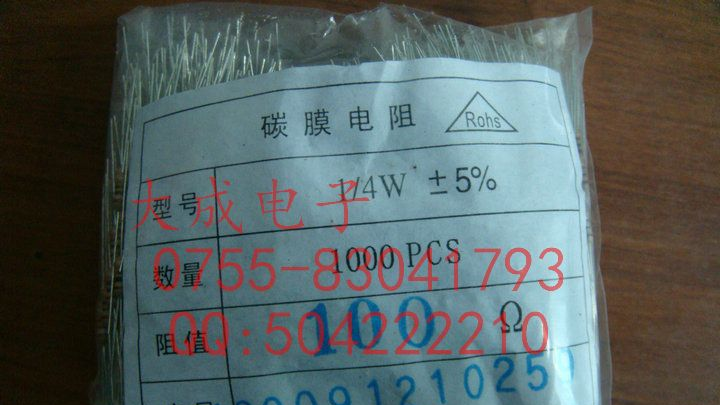 碳膜电阻 Rohs
型号 1/4W ±5%
大成电子
数量 1000 PCS
0755-83041793
阻值 100 Ω
QQ:504222210